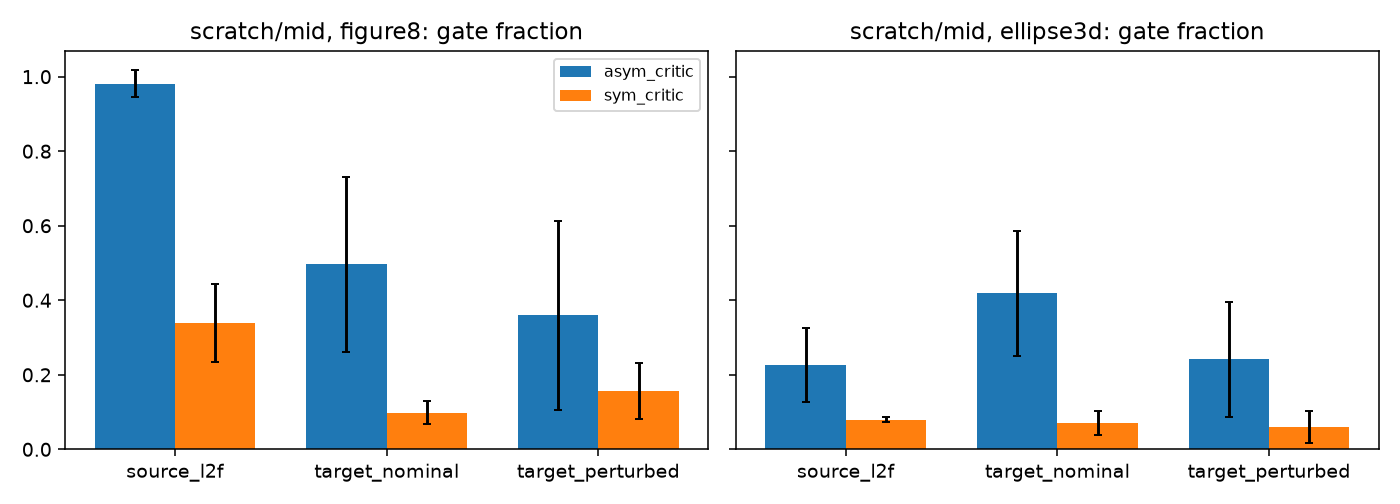 scratch/mid, figure8: gate fraction
scratch/mid, ellipse3d: gate fraction
asym_critic
sym_critic
1.0
0.8
0.6
0.4
0.2
0.0
source_l2f
target_nominal
target_perturbed
source_l2f
target_nominal
target_perturbed